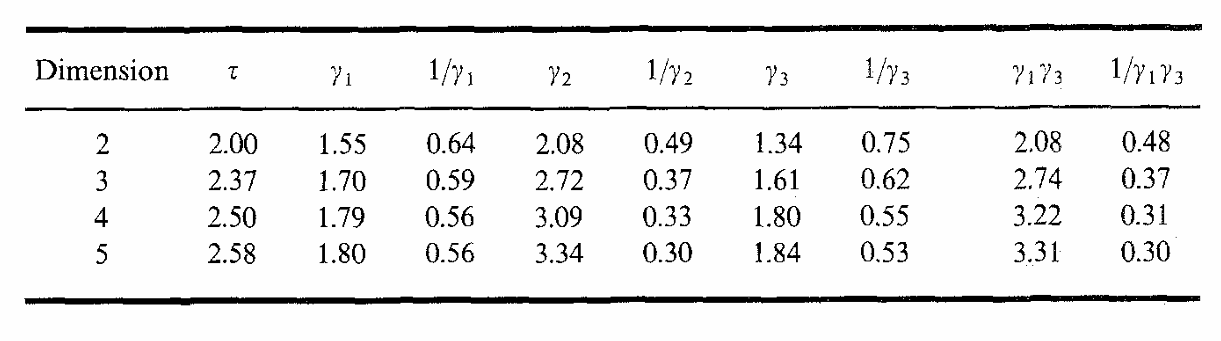 Dimension τ γ₁ 1/γ₁ γ₂ 1/γ₂ γ₃ 1/γ₃ γ₁γ₃ 1/γ₁γ₃
2 2.00 1.55 0.64 2.08 0.49 1.34 0.75 2.08 0.48
3 2.37 1.70 0.59 2.72 0.37 1.61 0.62 2.74 0.37
4 2.50 1.79 0.56 3.09 0.33 1.80 0.55 3.22 0.31
5 2.58 1.80 0.56 3.34 0.30 1.84 0.53 3.31 0.30